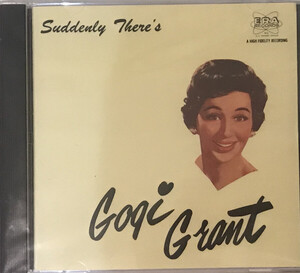 Suddenly There's
ERA
A HIGH FIDELITY RECORDING
Gogi
Grant